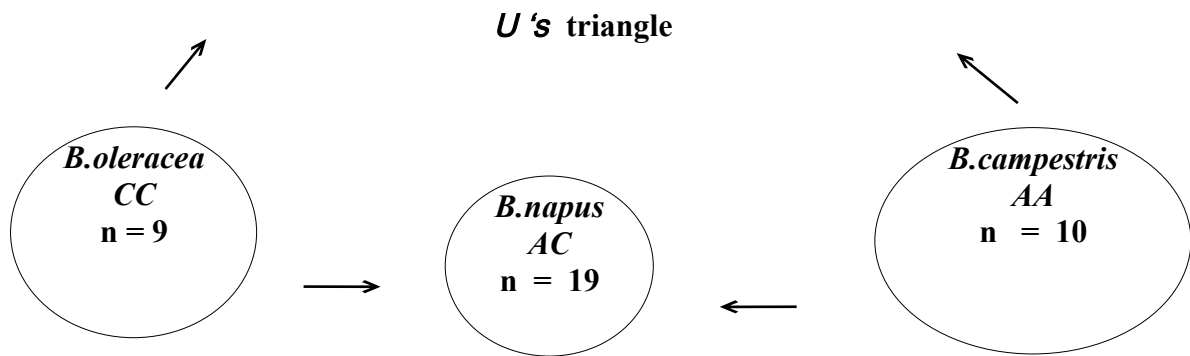 U ‘s triangle
B.oleracea
CC
n = 9
B.napus
AC
n = 19
B.campestris
AA
n = 10